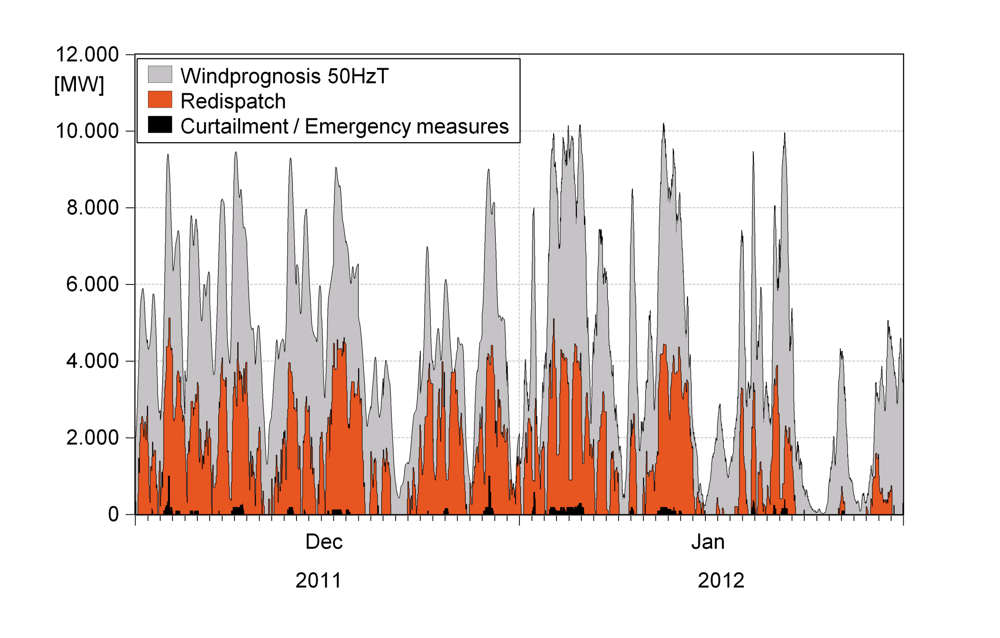 12.000
[MW]
10.000
8.000
6.000
4.000
2.000
0
Windprognosis 50HzT
Redispatch
Curtailment / Emergency measures
Dec
Jan
2011
2012